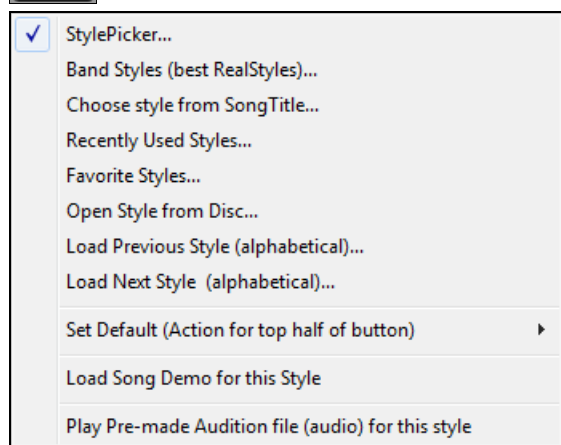 StylePicker...
Band Styles (best RealStyles)...
Choose style from SongTitle...
Recently Used Styles...
Favorite Styles...
Open Style from Disc...
Load Previous Style (alphabetical)...
Load Next Style (alphabetical)...
Set Default (Action for top half of button)
Load Song Demo for this Style
Play Pre-made Audition file (audio) for this style